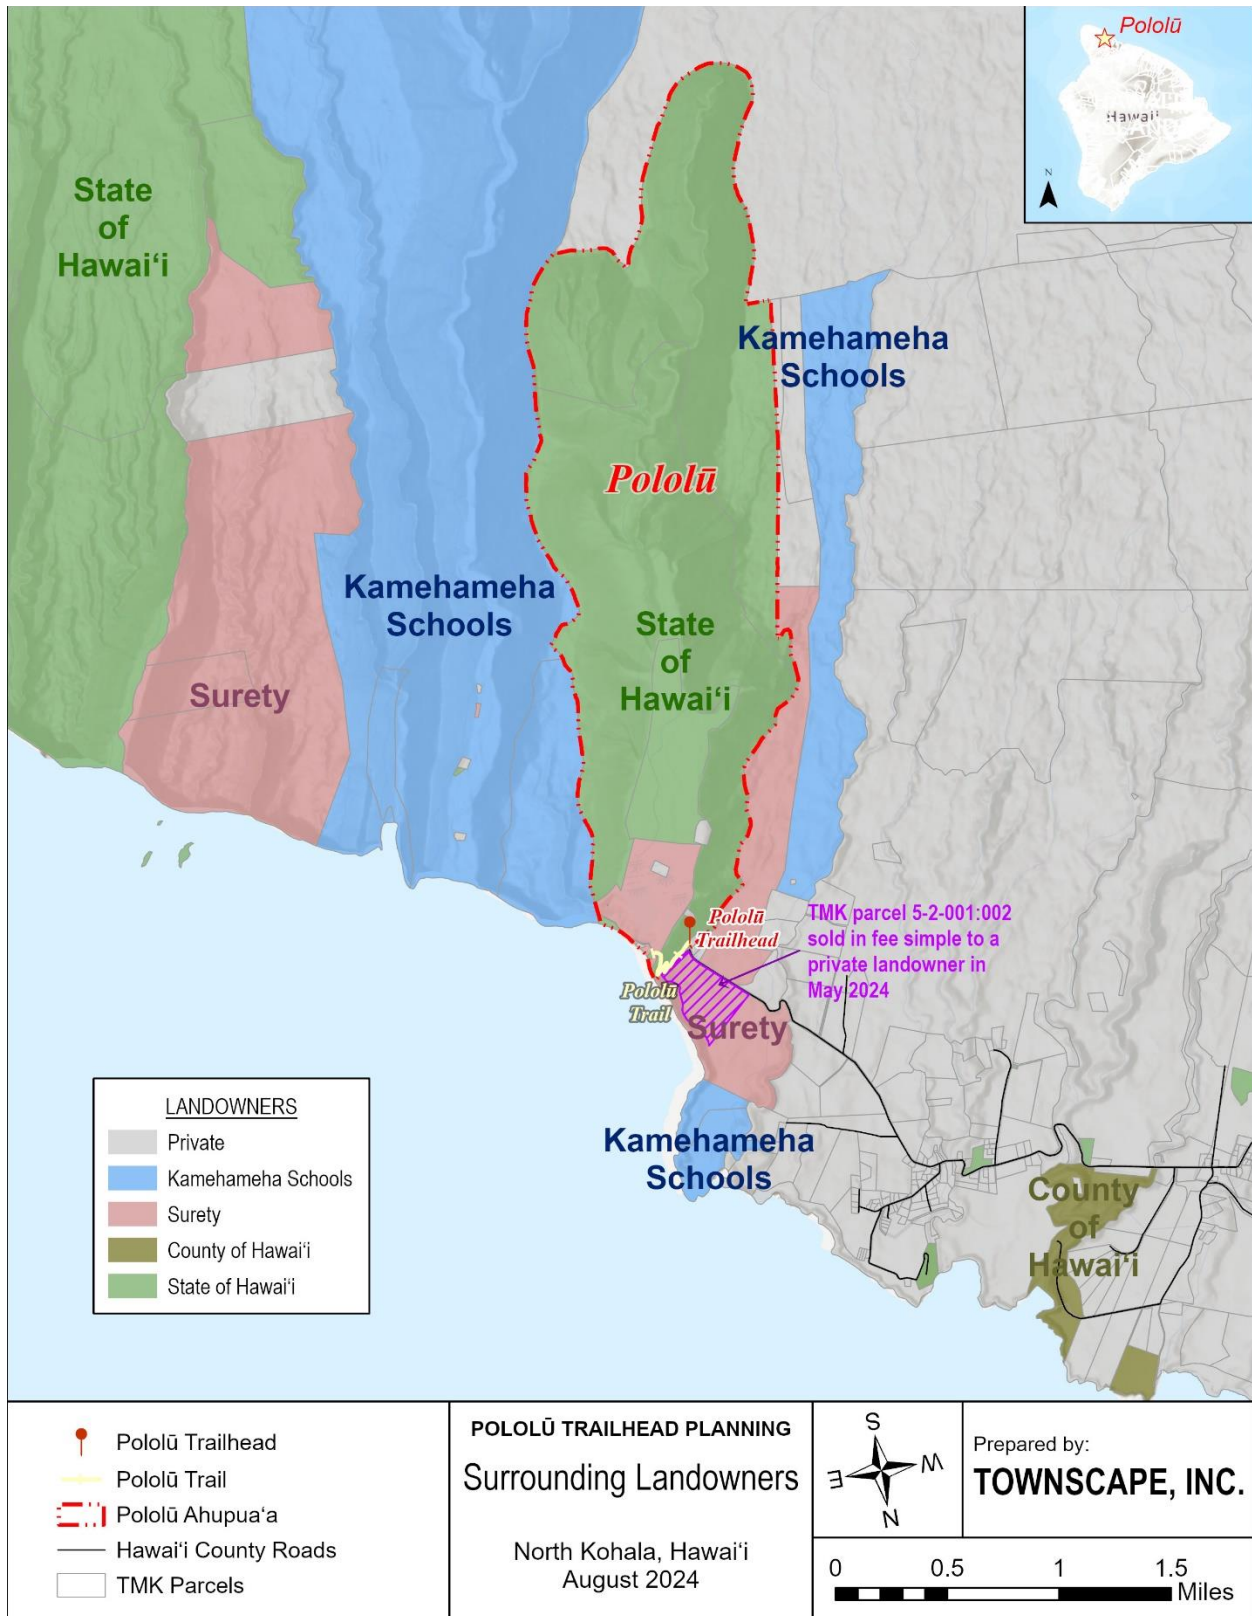 Pololū
Hawaiʻi
N
State
of
Hawaiʻi
Kamehameha
Schools
Pololū
Kamehameha
Schools
State
of
Hawaiʻi
Surety
Pololū
Trailhead
TMK parcel 5-2-001:002
sold in fee simple to a
private landowner in
May 2024
Pololū
Trail
Surety
Kamehameha
Schools
County
of
Hawaiʻi
LANDOWNERS
Private
Kamehameha Schools
Surety
County of Hawaiʻi
State of Hawaiʻi
Pololū Trailhead
Pololū Trail
Pololū Ahupuaʻa
Hawaiʻi County Roads
TMK Parcels
POLOLŪ TRAILHEAD PLANNING
Surrounding Landowners
North Kohala, Hawaiʻi
August 2024
S
E
W
N
Prepared by:
TOWNSCAPE, INC.
0 0.5 1 1.5
Miles